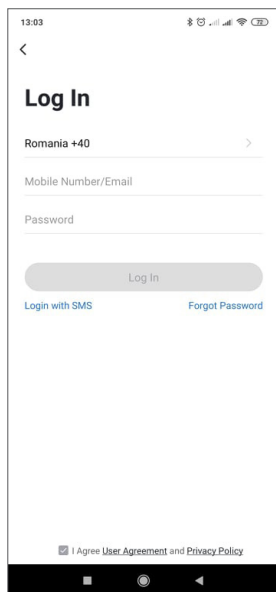 13:03
72
Log In
Romania +40
Mobile Number/Email
Password
Log In
Login with SMS Forgot Password
I Agree User Agreement and Privacy Policy